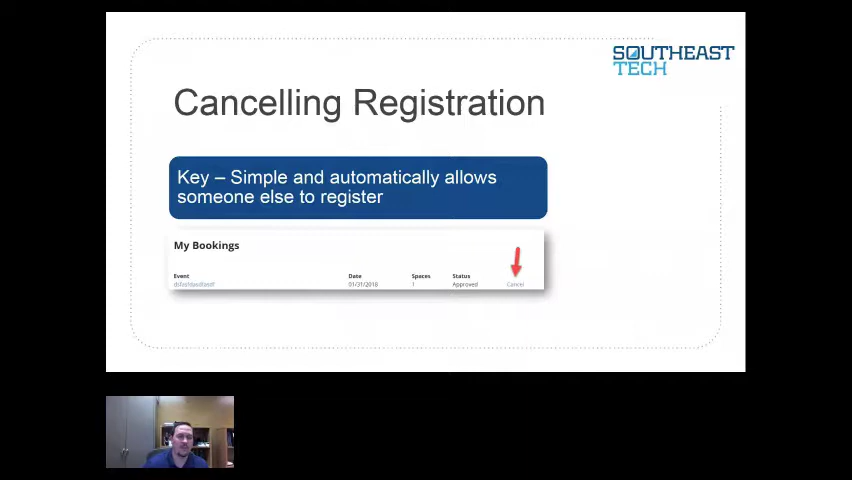 SOUTHEAST
TECH
Cancelling Registration
Key – Simple and automatically allows
someone else to register
My Bookings
Event Date Spaces Status
01/31/2018 1 Approved Cancel